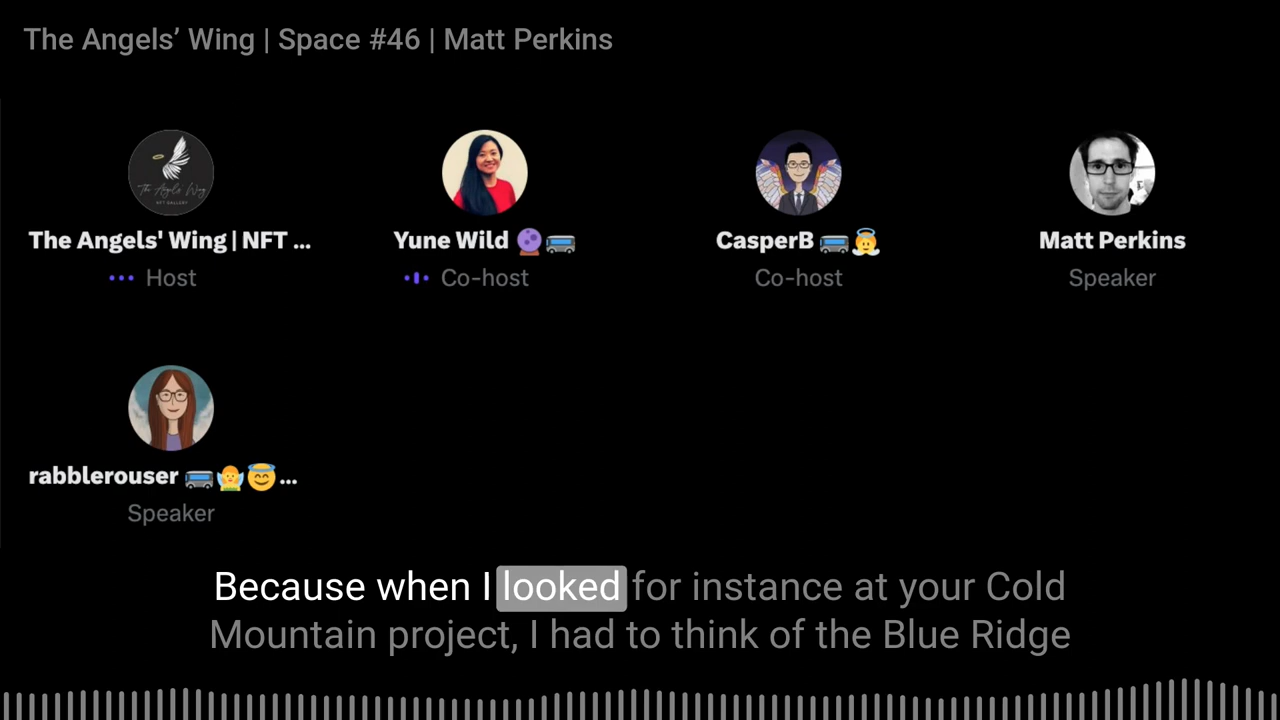 The Angels’ Wing | Space #46 | Matt Perkins
The Angels' Wing | NFT ...
Yune Wild 🔮🚎
CasperB 🚎👼
Matt Perkins
Host
Co-host
Co-host
Speaker
rabblerouser 🚎🧚😇...
Speaker
Because when I looked for instance at your Cold
Mountain project, I had to think of the Blue Ridge